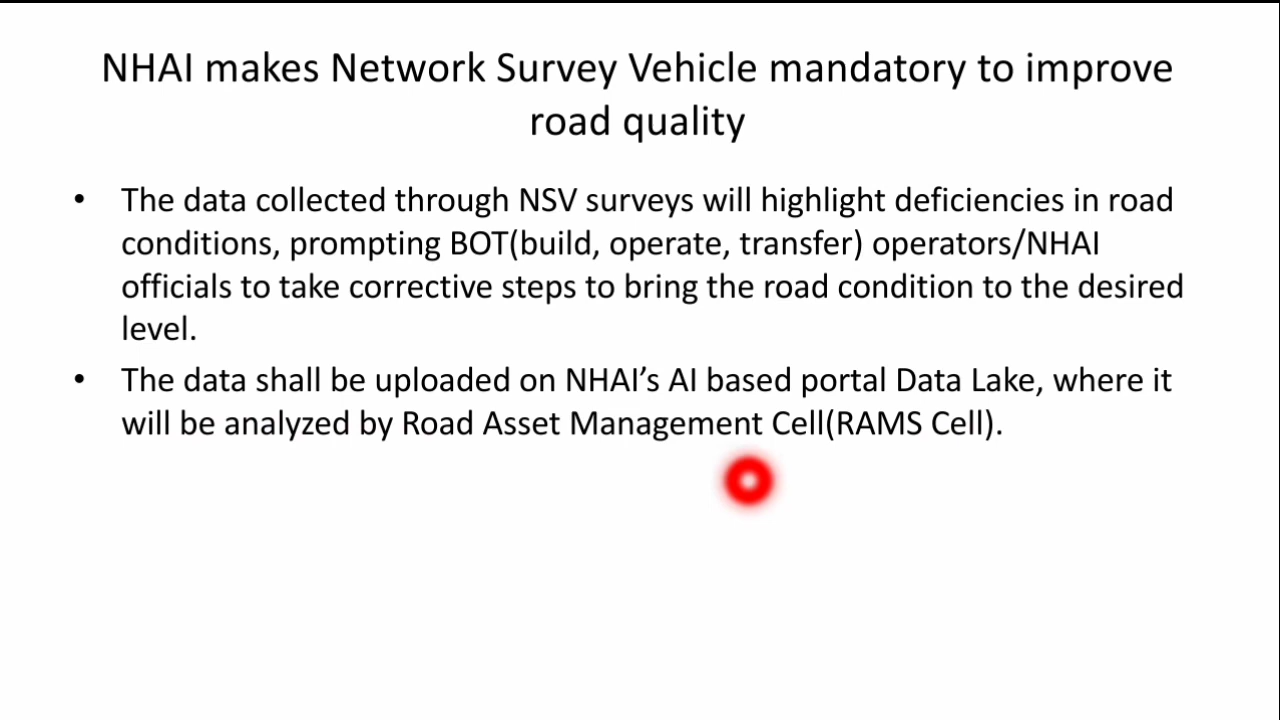 NHAI makes Network Survey Vehicle mandatory to improve
road quality
• The data collected through NSV surveys will highlight deficiencies in road
conditions, prompting BOT(build, operate, transfer) operators/NHAI
officials to take corrective steps to bring the road condition to the desired
level.
• The data shall be uploaded on NHAI’s AI based portal Data Lake, where it
will be analyzed by Road Asset Management Cell(RAMS Cell).